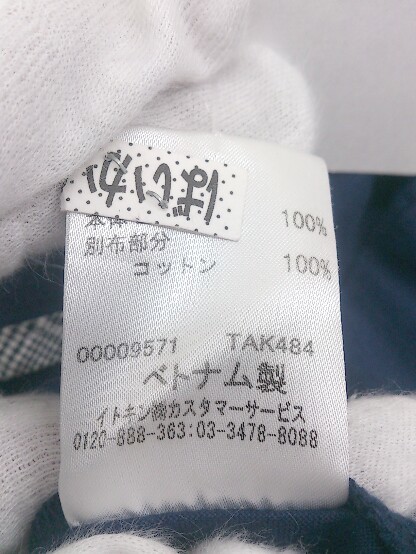 本体 100%
別布部分
コットン 100%
00009571 TAK484
ベトナム製
イトキン㈱カスタマーサービス
0120-888-363:03-3478-8088